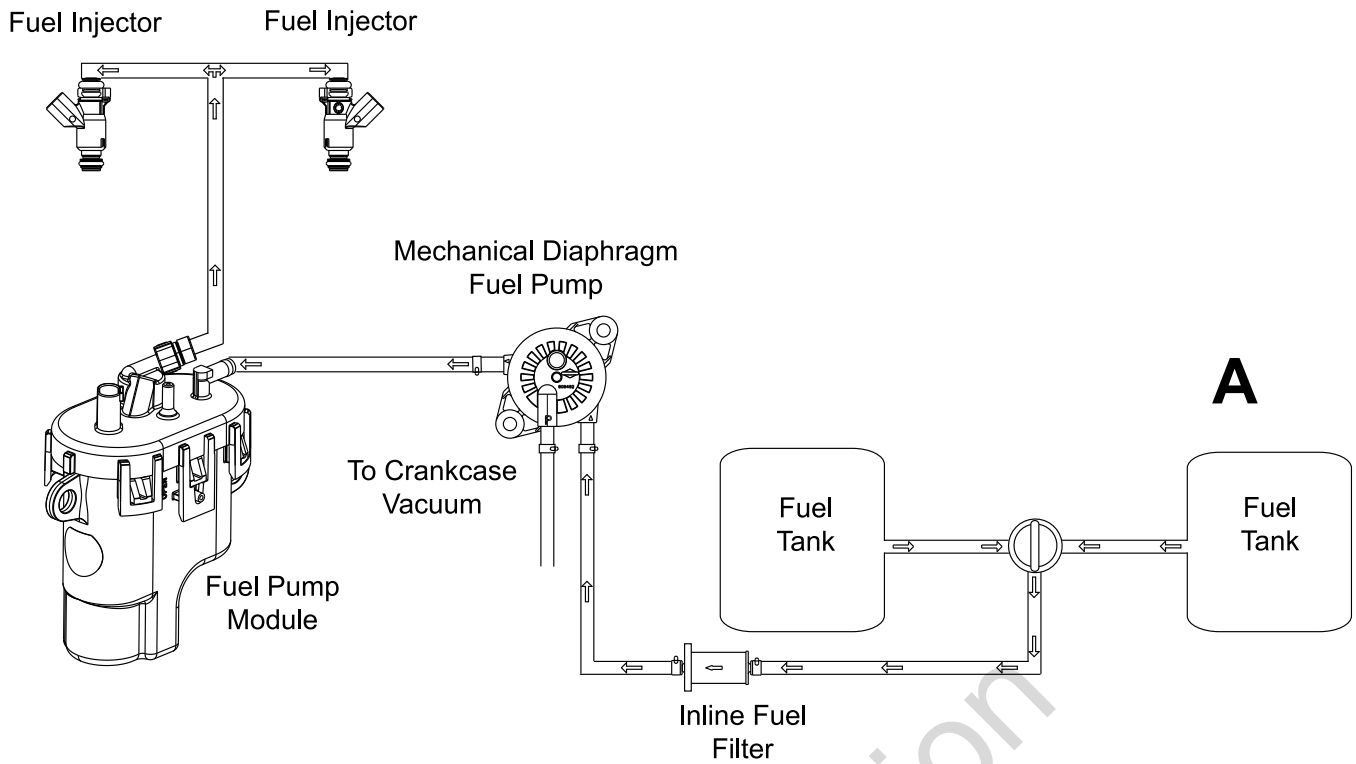 Fuel Injector
Fuel Injector
Mechanical Diaphragm
Fuel Pump
A
To Crankcase
Vacuum
Fuel
Tank
Fuel
Tank
Fuel Pump
Module
Inline Fuel
Filter